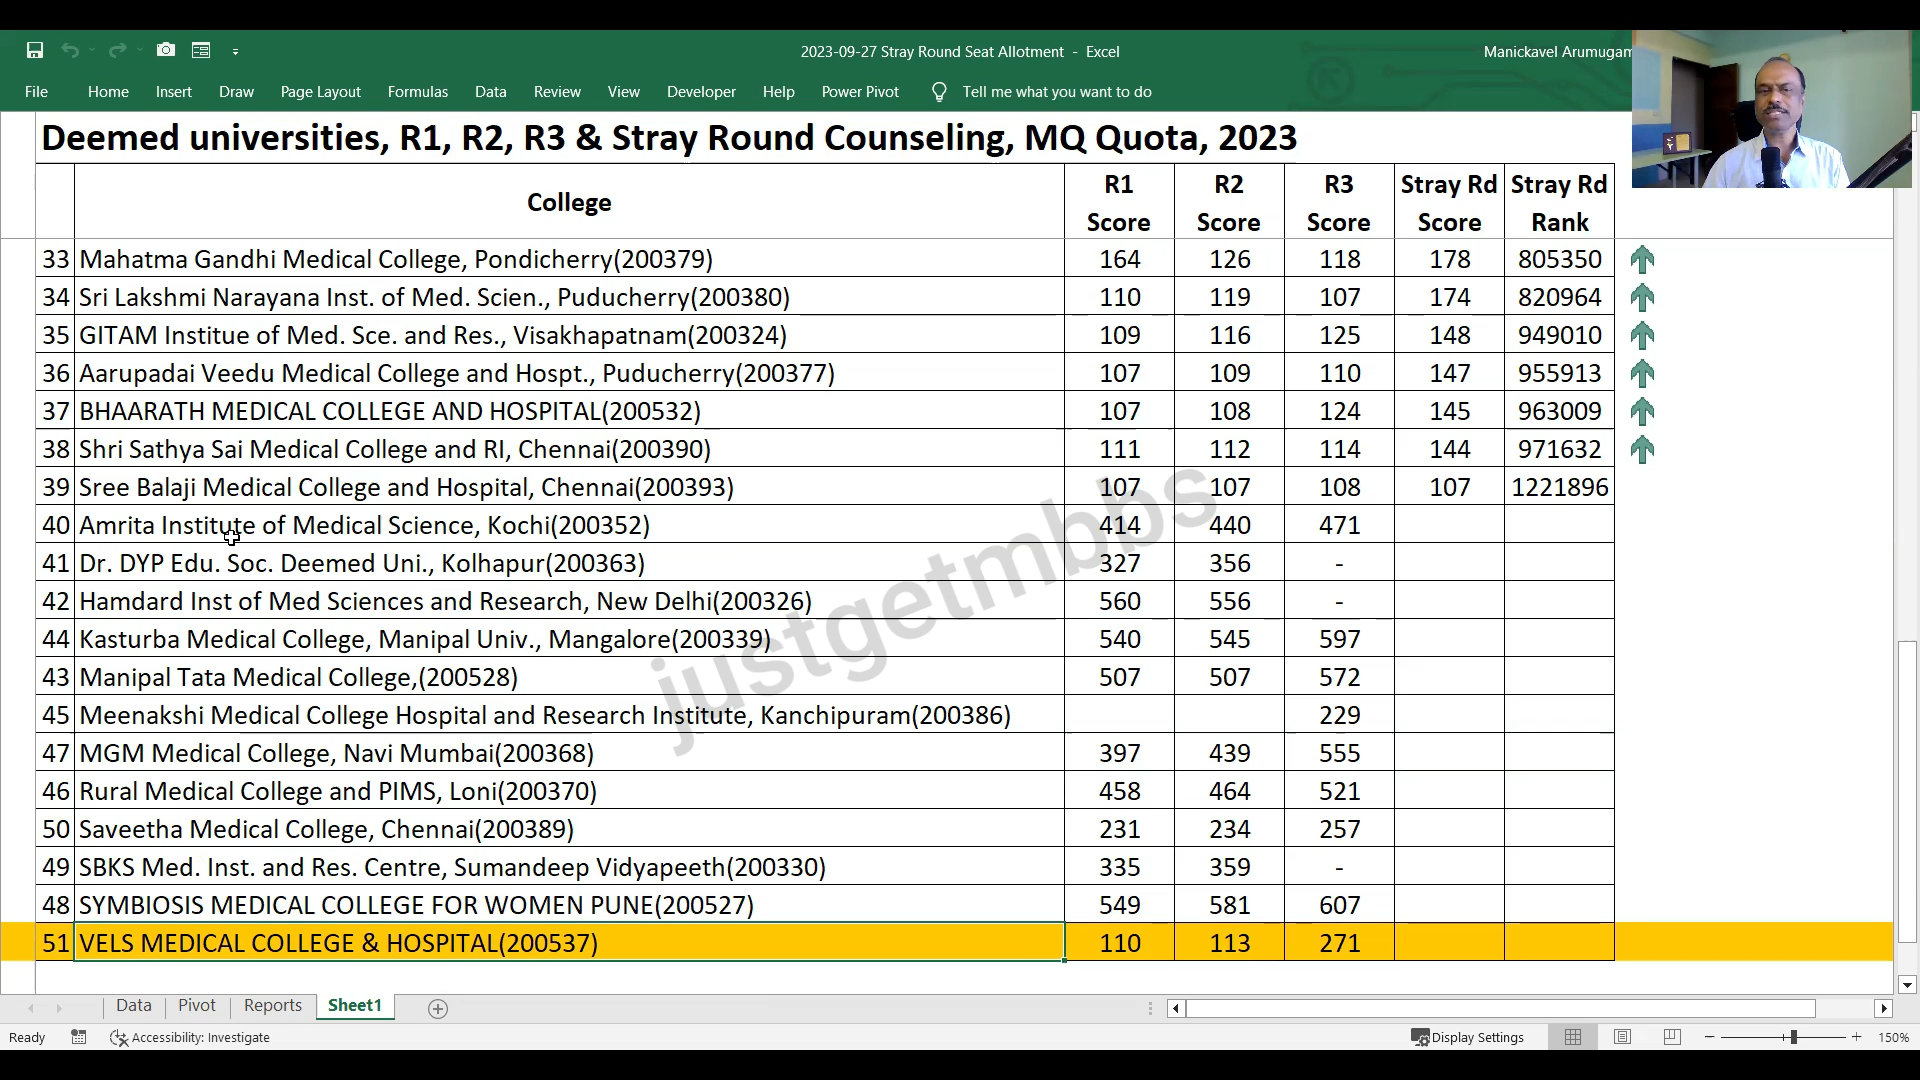 2023-09-27 Stray Round Seat Allotment - Excel
Manickavel Arumugam
File Home Insert Draw Page Layout Formulas Data Review View Developer Help Power Pivot Tell me what you want to do
Deemed universities, R1, R2, R3 & Stray Round Counseling, MQ Quota, 2023
College R1 Score R2 Score R3 Score Stray Rd Score Stray Rd Rank
33 Mahatma Gandhi Medical College, Pondicherry(200379) 164 126 118 178 805350
34 Sri Lakshmi Narayana Inst. of Med. Scien., Puducherry(200380) 110 119 107 174 820964
35 GITAM Institue of Med. Sce. and Res., Visakhapatnam(200324) 109 116 125 148 949010
36 Aarupadai Veedu Medical College and Hospt., Puducherry(200377) 107 109 110 147 955913
37 BHAARATH MEDICAL COLLEGE AND HOSPITAL(200532) 107 108 124 145 963009
38 Shri Sathya Sai Medical College and RI, Chennai(200390) 111 112 114 144 971632
39 Sree Balaji Medical College and Hospital, Chennai(200393) 107 107 108 107 1221896
40 Amrita Institute of Medical Science, Kochi(200352) 414 440 471
41 Dr. DYP Edu. Soc. Deemed Uni., Kolhapur(200363) 327 356 -
42 Hamdard Inst of Med Sciences and Research, New Delhi(200326) 560 556 -
44 Kasturba Medical College, Manipal Univ., Mangalore(200339) 540 545 597
43 Manipal Tata Medical College,(200528) 507 507 572
45 Meenakshi Medical College Hospital and Research Institute, Kanchipuram(200386) 229
47 MGM Medical College, Navi Mumbai(200368) 397 439 555
46 Rural Medical College and PIMS, Loni(200370) 458 464 521
50 Saveetha Medical College, Chennai(200389) 231 234 257
49 SBKS Med. Inst. and Res. Centre, Sumandeep Vidyapeeth(200330) 335 359 -
48 SYMBIOSIS MEDICAL COLLEGE FOR WOMEN PUNE(200527) 549 581 607
51 VELS MEDICAL COLLEGE & HOSPITAL(200537) 110 113 271
justgetmbbs
Data Pivot Reports Sheet1
Ready Accessibility: Investigate Display Settings 150%